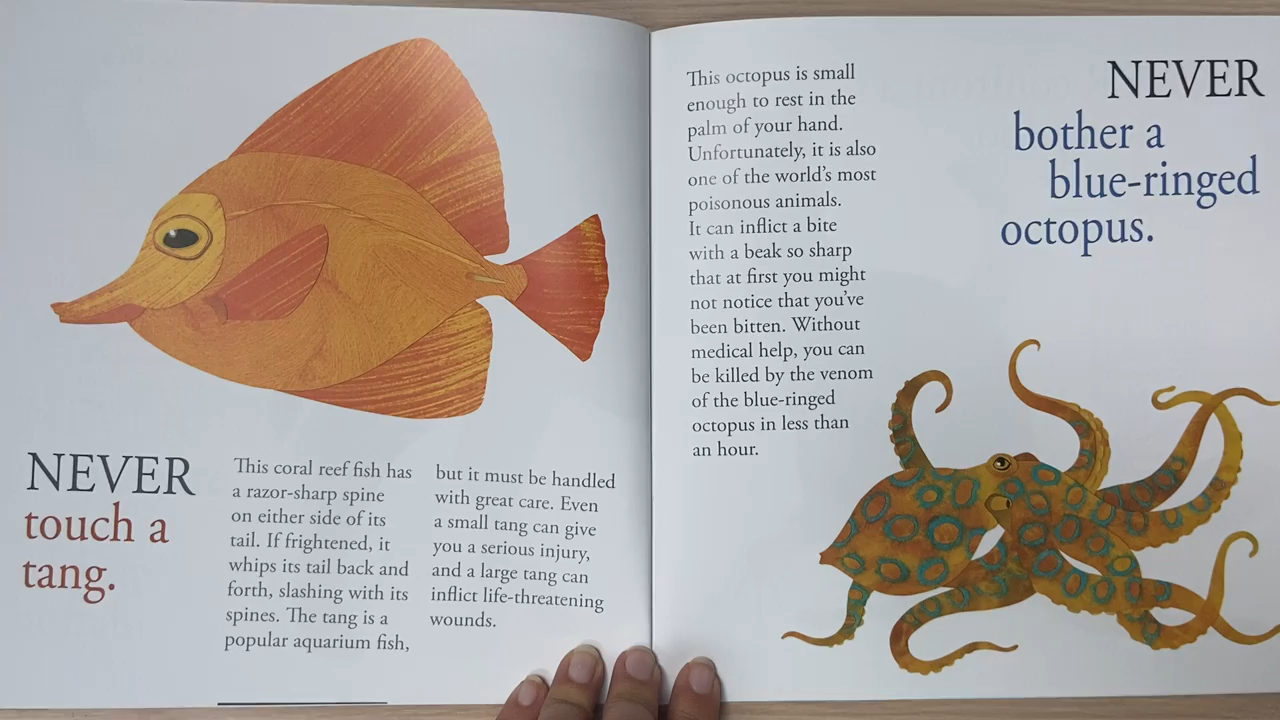 NEVER
touch a
tang.
This coral reef fish has
a razor-sharp spine
on either side of its
tail. If frightened, it
whips its tail back and
forth, slashing with its
spines. The tang is a
popular aquarium fish,
but it must be handled
with great care. Even
a small tang can give
you a serious injury,
and a large tang can
inflict life-threatening
wounds.
This octopus is small
enough to rest in the
palm of your hand.
Unfortunately, it is also
one of the world's most
poisonous animals.
It can inflict a bite
with a beak so sharp
that at first you might
not notice that you've
been bitten. Without
medical help, you can
be killed by the venom
of the blue-ringed
octopus in less than
an hour.
NEVER
bother a
blue-ringed
octopus.